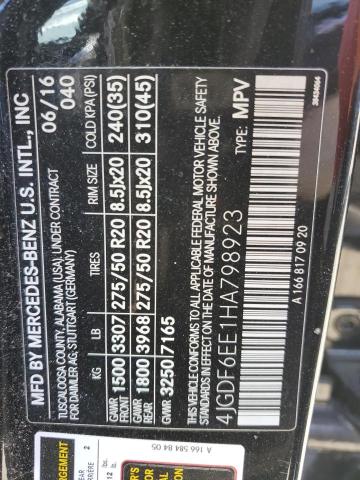 MFD BY MERCEDES-BENZ U.S. INTL., INC
TUSCALOOSA COUNTY, ALABAMA (USA), UNDER CONTRACT
FOR DAIMLER AG; STUTTGART (GERMANY)
06/16
040
KG LB TIRES RIM SIZE COLD KPA (PSI)
GAWR FRONT 1500 3307 275/50 R20 8.5Jx20 240(35)
GAWR REAR 1800 3968 275/50 R20 8.5Jx20 310(45)
GWR 3250 7165
THIS VEHICLE CONFORMS TO ALL APPLICABLE FEDERAL MOTOR VEHICLE SAFETY
STANDARDS IN EFFECT ON THE DATE OF MANUFACTURE SHOWN ABOVE.
4JGDF6EE1HA798923 TYPE: MPV
A 166 817 09 20
A 166 584 84 05
ARGEMENT
2